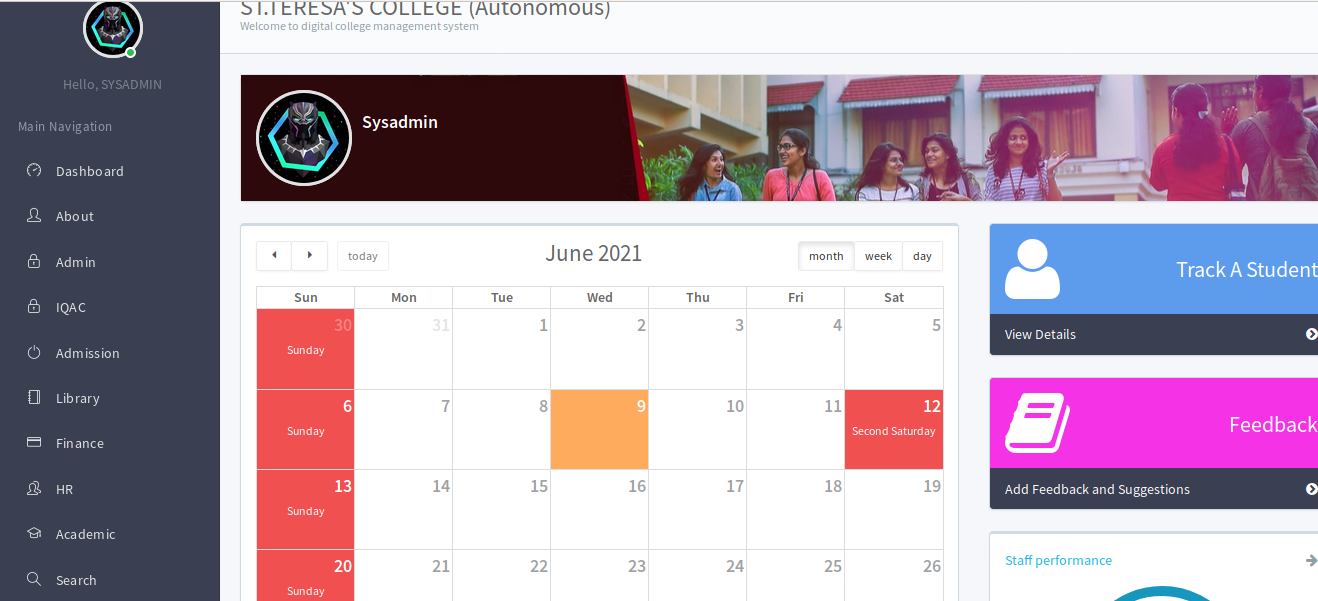 ST.TERESA'S COLLEGE (Autonomous)
Welcome to digital college management system
Hello, SYSADMIN
Main Navigation
Dashboard
About
Admin
IQAC
Admission
Library
Finance
HR
Academic
Search
Sysadmin
today
June 2021
month week day
Sun Mon Tue Wed Thu Fri Sat
30 31 1 2 3 4 5
Sunday
6 7 8 9 10 11 12
Sunday Second Saturday
13 14 15 16 17 18 19
Sunday
20 21 22 23 24 25 26
Sunday
Track A Student
View Details
Feedback
Add Feedback and Suggestions
Staff performance